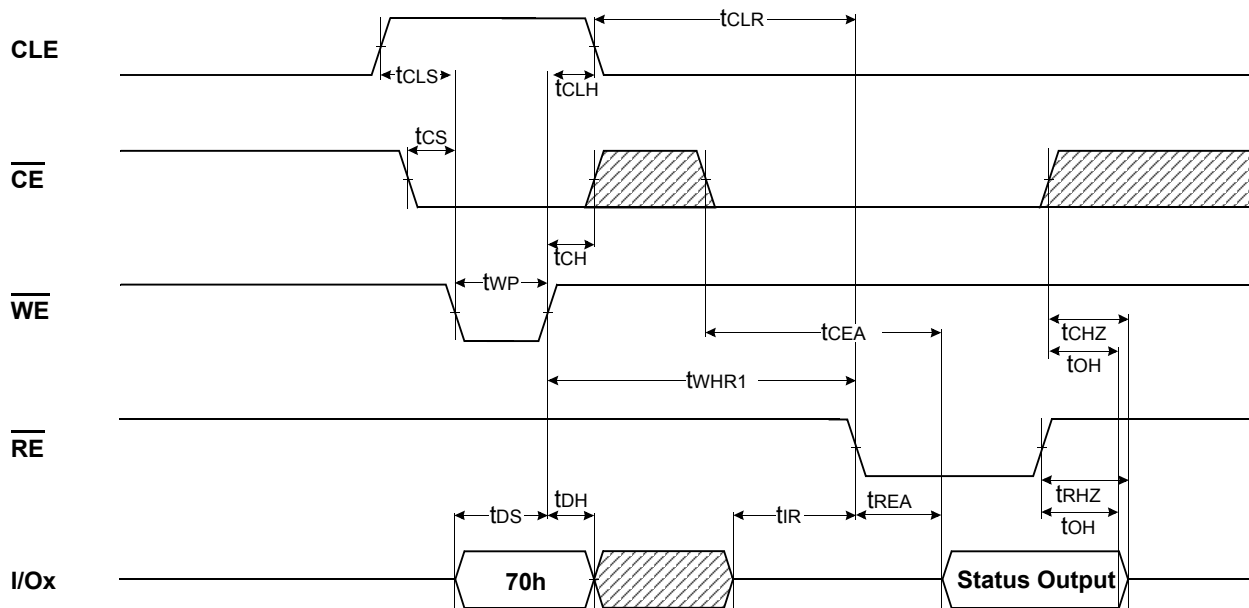 CLE
tCLR
tCLS
tCLH
tCS
CE
tCH
WE
tWP
tCEA
tCHZ
tOH
tWHR1
RE
tRHZ
tDS
tDH
tIR
tREA
tOH
I/Ox
70h
Status Output